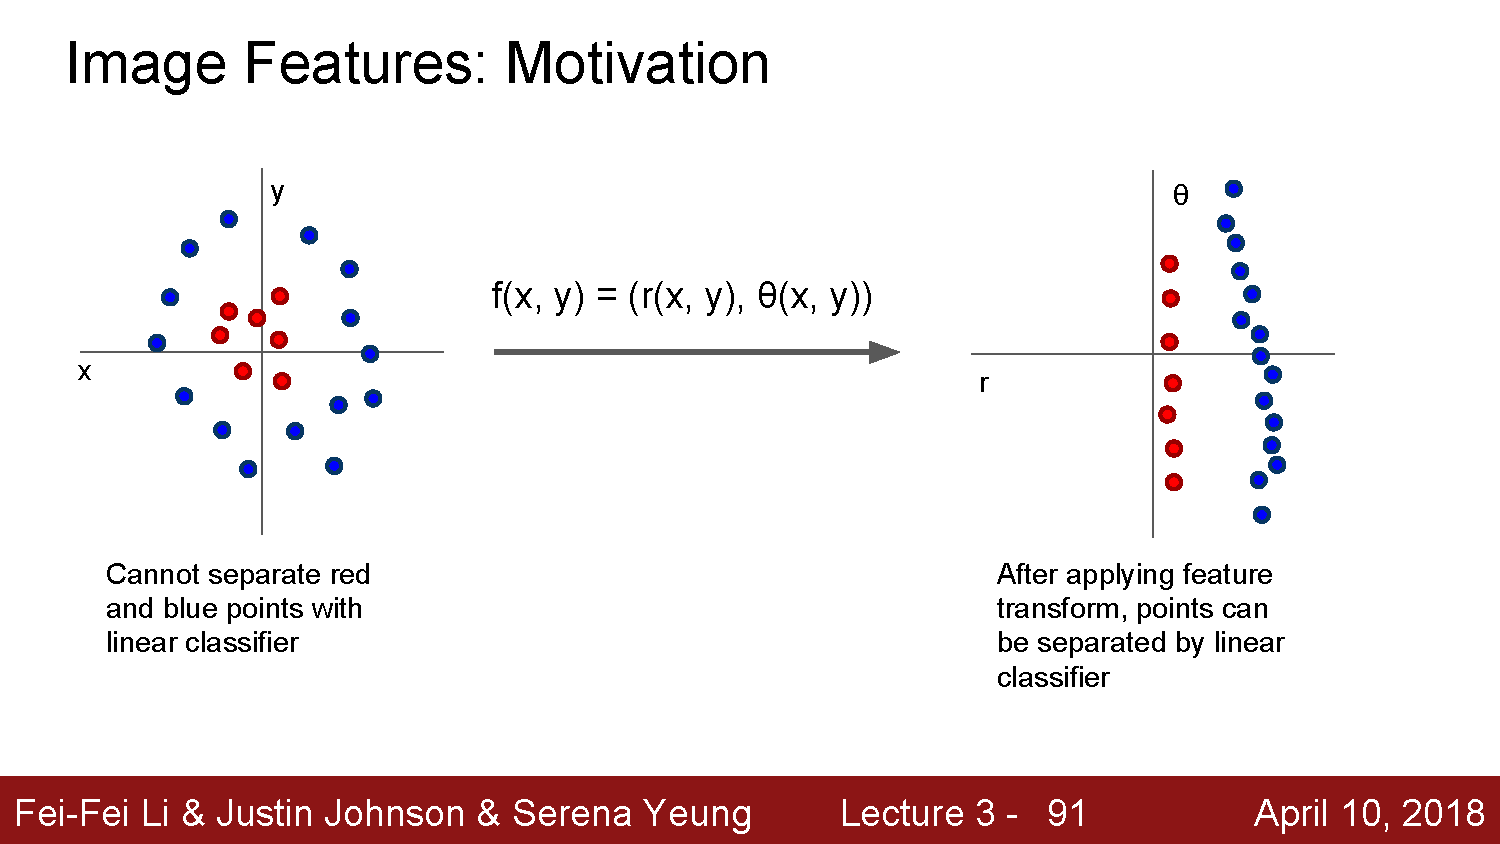 Image Features: Motivation
y
x
f(x, y) = (r(x, y), θ(x, y))
θ
r
Cannot separate red
and blue points with
linear classifier
After applying feature
transform, points can
be separated by linear
classifier
Fei-Fei Li & Justin Johnson & Serena Yeung Lecture 3 - 91 April 10, 2018